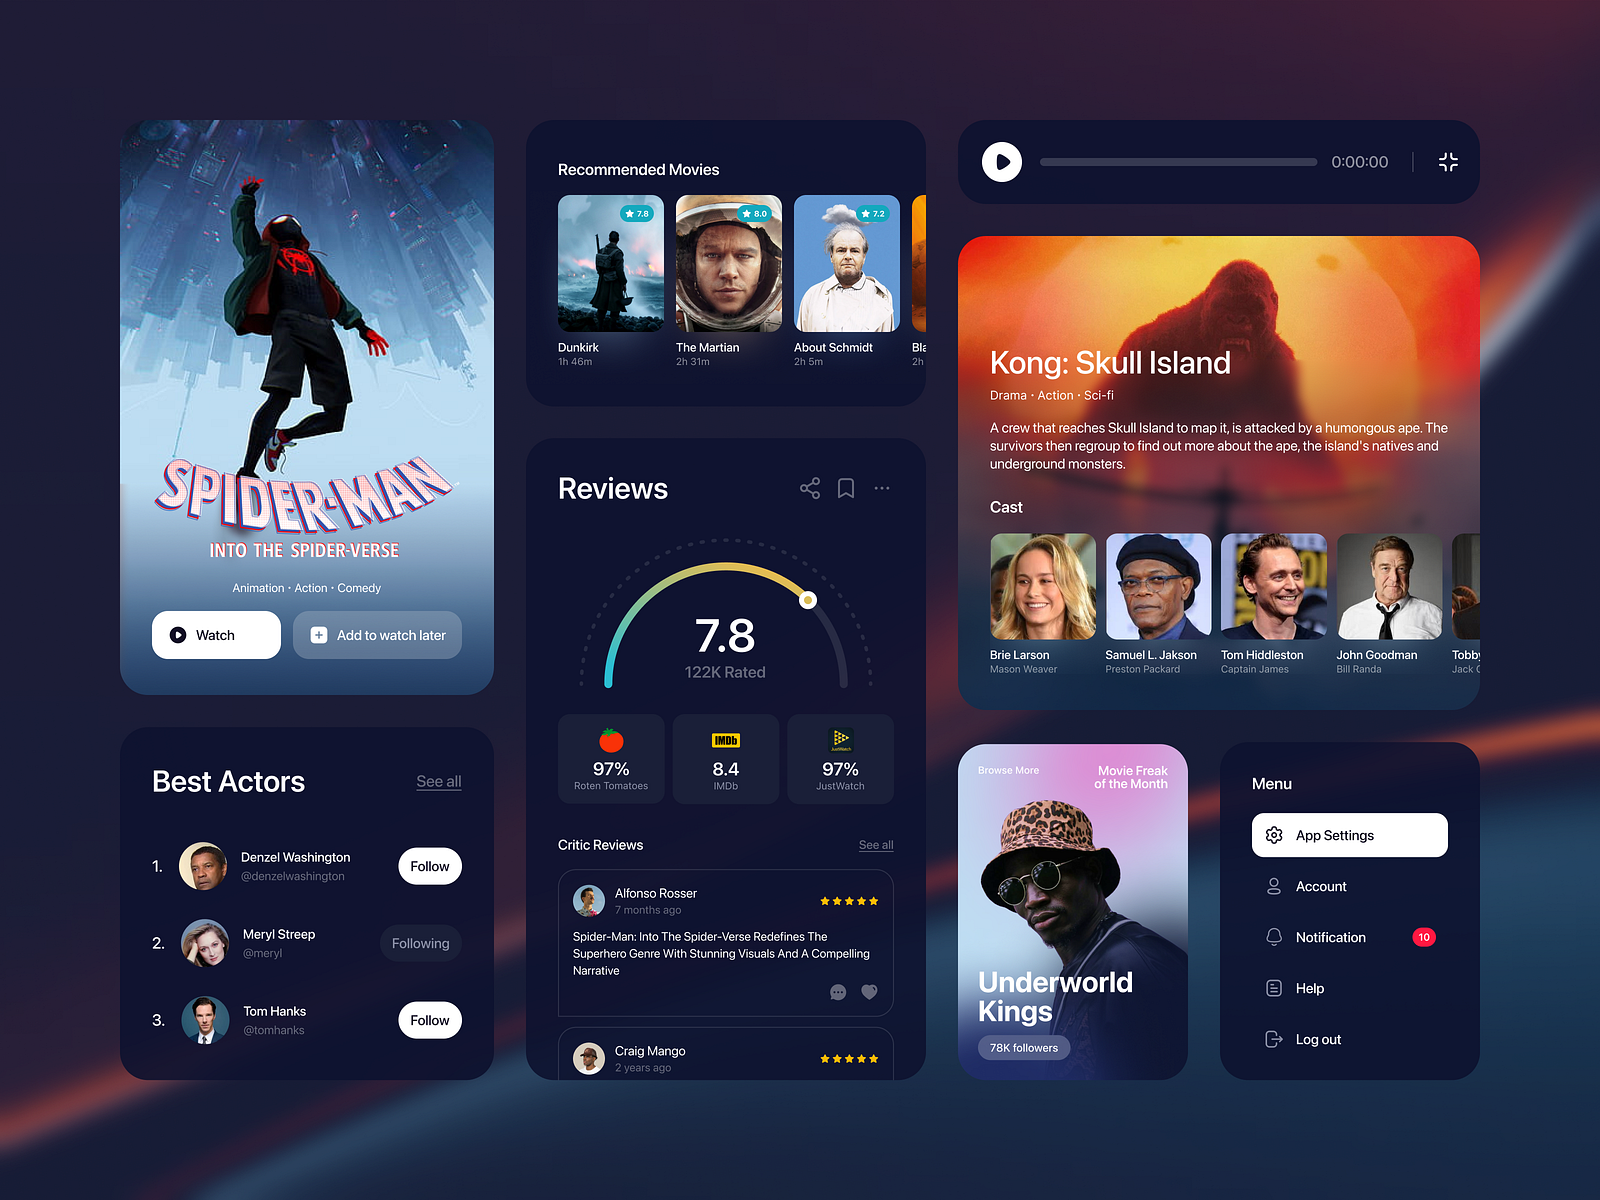 SPIDER-MAN
INTO THE SPIDER-VERSE
Animation • Action • Comedy
Watch
Add to watch later
Best Actors
See all
1.
Denzel Washington
@denzelwashington
Follow
2.
Meryl Streep
@meryl
Following
3.
Tom Hanks
@tomhanks
Follow
Recommended Movies
7.8
8.0
7.2
Dunkirk
1h 46m
The Martian
2h 31m
About Schmidt
2h 5m
Bla
2h
Reviews
7.8
122K Rated
97%
Roten Tomatoes
IMDb
8.4
IMDb
JustWatch
97%
JustWatch
Critic Reviews
See all
Alfonso Rosser
7 months ago
Spider-Man: Into The Spider-Verse Redefines The
Superhero Genre With Stunning Visuals And A Compelling
Narrative
Craig Mango
2 years ago
0:00:00
Kong: Skull Island
Drama • Action • Sci-fi
A crew that reaches Skull Island to map it, is attacked by a humongous ape. The
survivors then regroup to find out more about the ape, the island's natives and
underground monsters.
Cast
Brie Larson
Mason Weaver
Samuel L. Jakson
Preston Packard
Tom Hiddleston
Captain James
John Goodman
Bill Randa
Tobby
Jack C
Browse More
Movie Freak
of the Month
Underworld
Kings
78K followers
Menu
App Settings
Account
Notification
10
Help
Log out